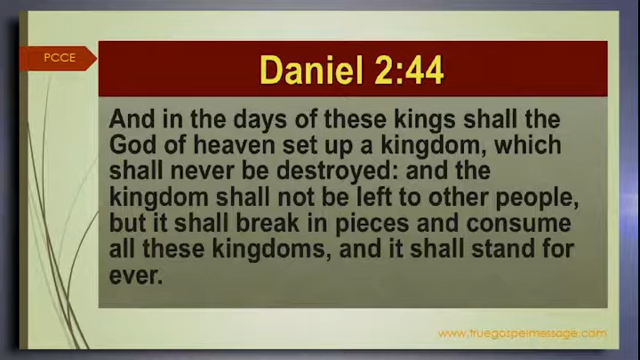 PCCE
Daniel 2:44
And in the days of these kings shall the
God of heaven set up a kingdom, which
shall never be destroyed: and the
kingdom shall not be left to other people,
but it shall break in pieces and consume
all these kingdoms, and it shall stand for
ever.
www.truegospelmessage.com